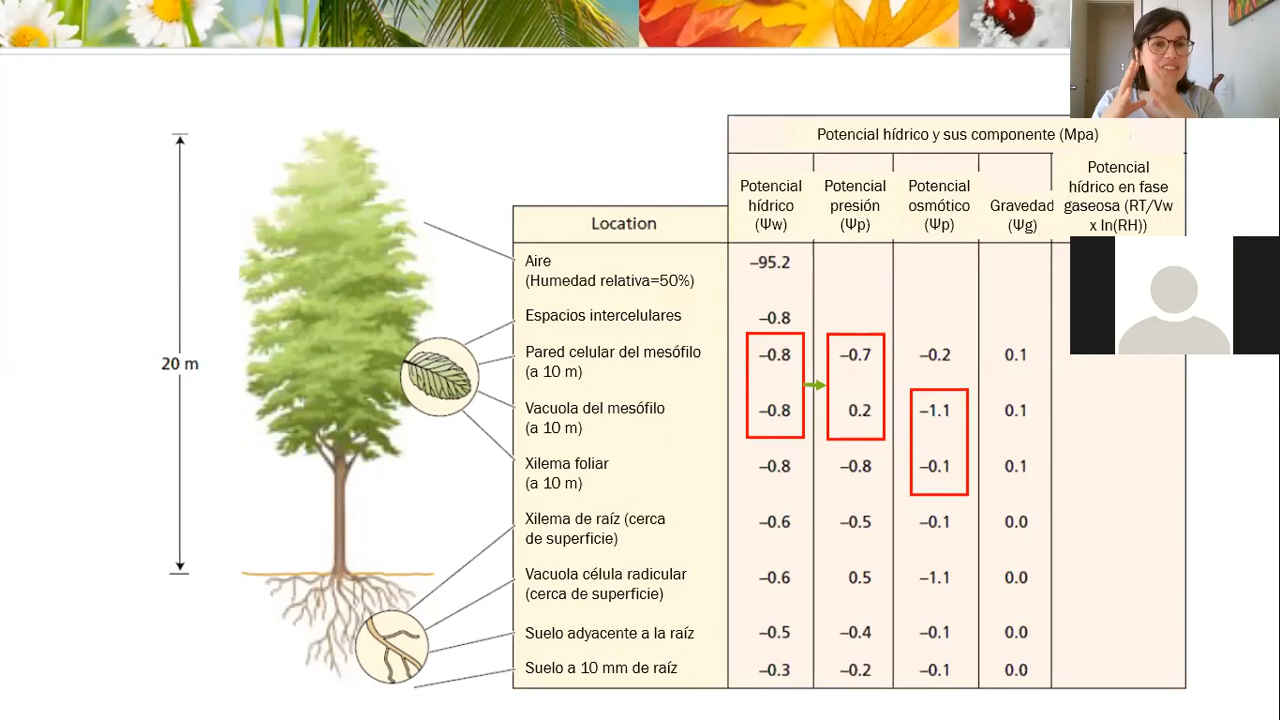 Potencial hídrico y sus componente (Mpa)
Potencial
hídrico
(Ψw)
Potencial
presión
(Ψp)
Potencial
osmótico
(Ψp)
Gravedad
(Ψg)
Potencial
hídrico en fase
gaseosa (RT/Vw
x ln(RH))
Location
Aire
(Humedad relativa=50%)
–95.2
Espacios intercelulares
–0.8
Pared celular del mesófilo
(a 10 m)
–0.8 –0.7 –0.2 0.1
Vacuola del mesófilo
(a 10 m)
–0.8 0.2 –1.1 0.1
Xilema foliar
(a 10 m)
–0.8 –0.8 –0.1 0.1
Xilema de raíz (cerca
de superficie)
–0.6 –0.5 –0.1 0.0
Vacuola célula radicular
(cerca de superficie)
–0.6 0.5 –1.1 0.0
Suelo adyacente a la raíz
–0.5 –0.4 –0.1 0.0
Suelo a 10 mm de raíz
–0.3 –0.2 –0.1 0.0
20 m